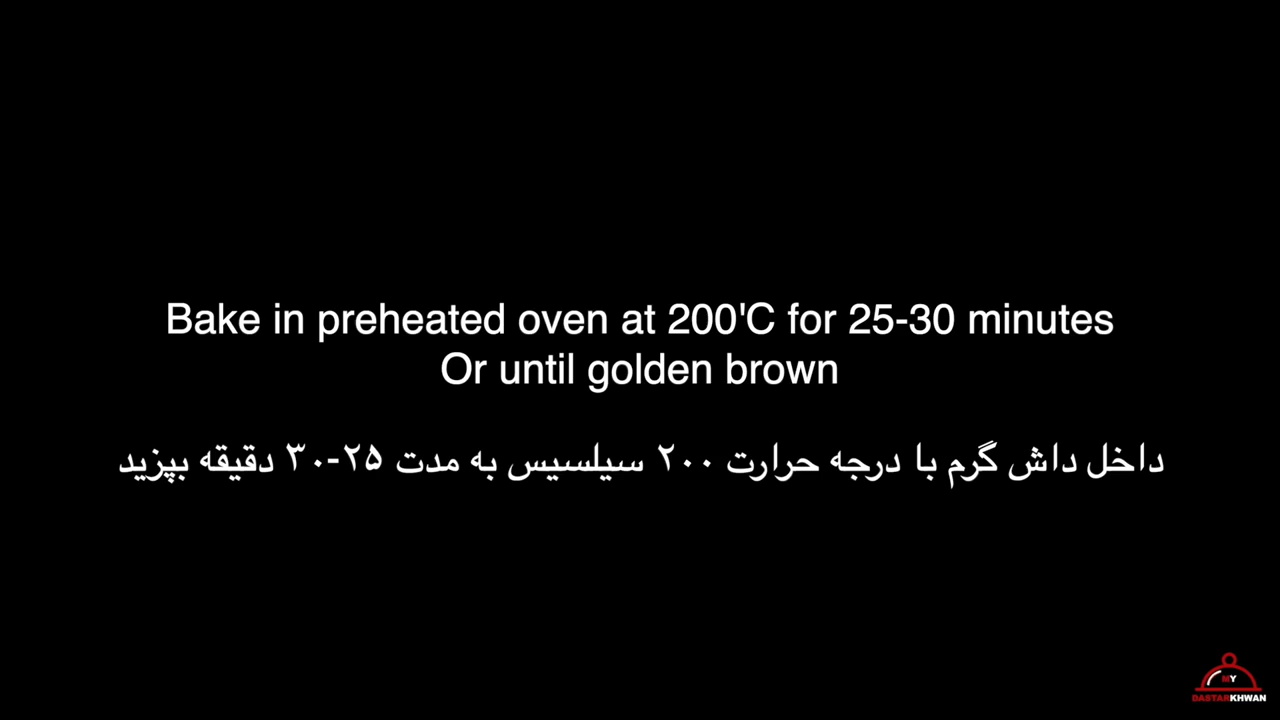 Bake in preheated oven at 200'C for 25-30 minutes
Or until golden brown
داخل داش گرم با درجه حرارت ۲۰۰ سیلسیس به مدت ۲۵-۳۰ دقیقه بپزید
MY
DASTARKHWAN